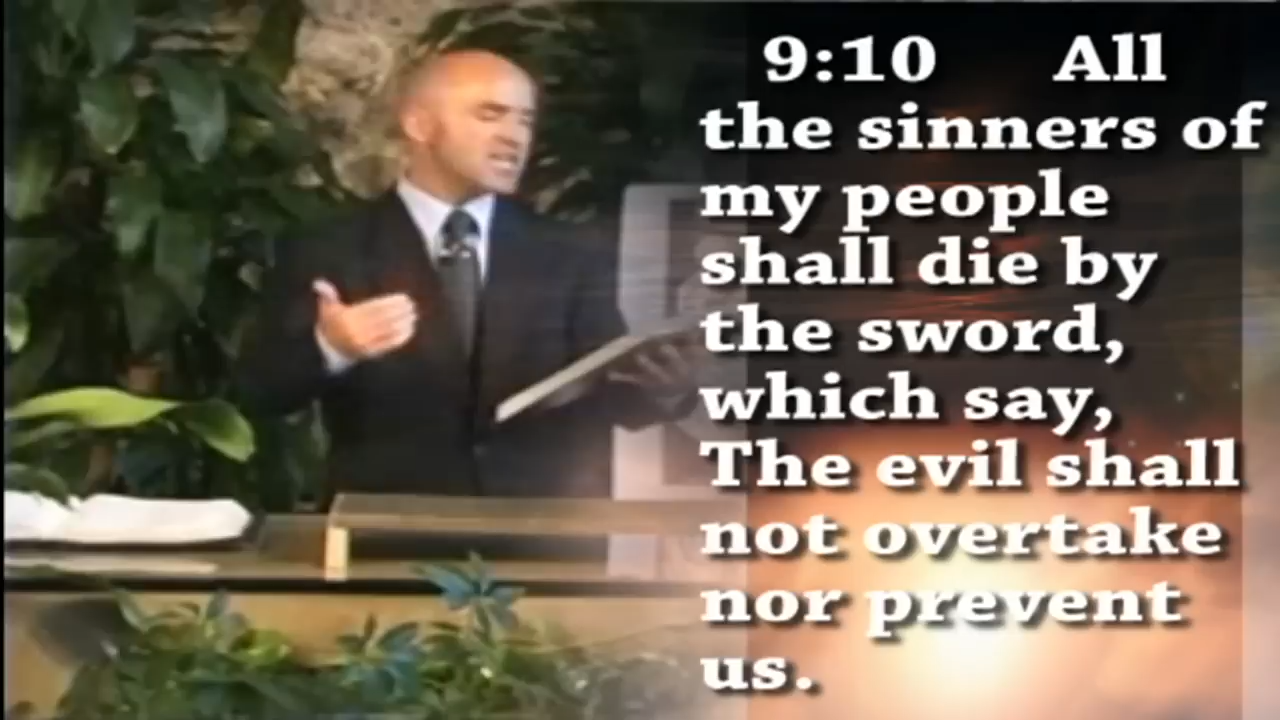 9:10 All
the sinners of
my people
shall die by
the sword,
which say,
The evil shall
not overtake
nor prevent
us.